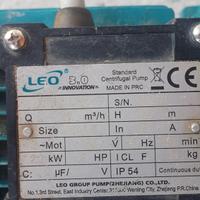 LEO 3.0 Standard Centrifugal Pump CE
INNOVATION MADE IN PRC
S/N.
Q m³/h H m
Size In A
~Mot V Hz min
kW HP I CL F kg
C: μF/ V IP 54 Continuous du
LEO GROUP PUMP(ZHEJIANG) CO.,LTD.
No.1,3rd Street, East Industry Center, Wenling, Zhejiang, P.R.China